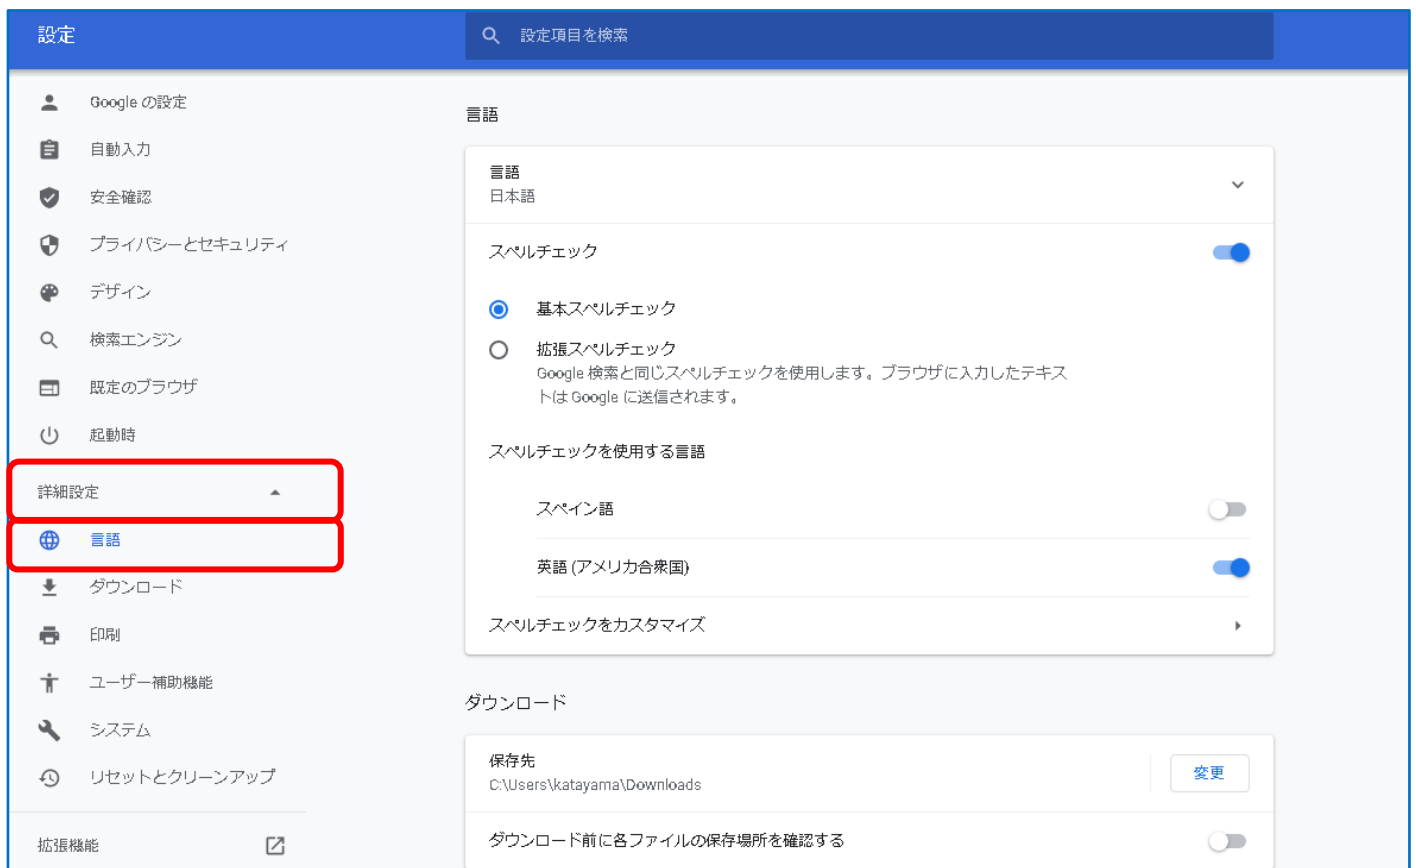 設定
設定項目を検索
Google の設定
自動入力
安全確認
プライバシーとセキュリティ
デザイン
検索エンジン
既定のブラウザ
起動時
詳細設定
言語
ダウンロード
印刷
ユーザー補助機能
システム
リセットとクリーンアップ
拡張機能
言語
言語
日本語
スペルチェック
基本スペルチェック
拡張スペルチェック
Google 検索と同じスペルチェックを使用します。ブラウザに入力したテキス
トは Google に送信されます。
スペルチェックを使用する言語
スペイン語
英語 (アメリカ合衆国)
スペルチェックをカスタマイズ
ダウンロード
保存先
C:\Users\katayama\Downloads
変更
ダウンロード前に各ファイルの保存場所を確認する